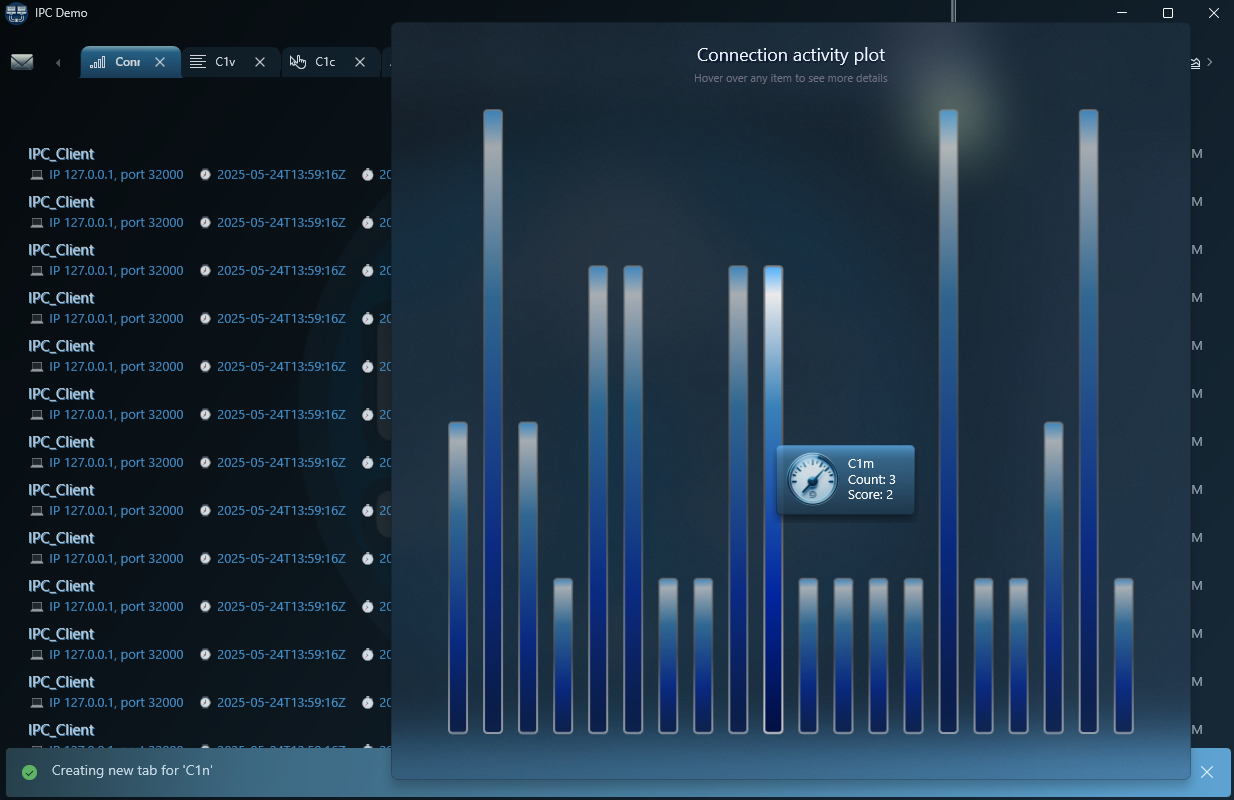 IPC Demo
Conr
C1v
C1c
Connection activity plot
Hover over any item to see more details
IPC_Client
IP 127.0.0.1, port 32000 2025-05-24T13:59:16Z 20 M
IPC_Client
IP 127.0.0.1, port 32000 2025-05-24T13:59:16Z 20 M
IPC_Client
IP 127.0.0.1, port 32000 2025-05-24T13:59:16Z 20 M
IPC_Client
IP 127.0.0.1, port 32000 2025-05-24T13:59:16Z 20 M
IPC_Client
IP 127.0.0.1, port 32000 2025-05-24T13:59:16Z 20 M
IPC_Client
IP 127.0.0.1, port 32000 2025-05-24T13:59:16Z 20 M
IPC_Client
IP 127.0.0.1, port 32000 2025-05-24T13:59:16Z 20 M
IPC_Client
IP 127.0.0.1, port 32000 2025-05-24T13:59:16Z 20 M
IPC_Client
IP 127.0.0.1, port 32000 2025-05-24T13:59:16Z 20 M
IPC_Client
IP 127.0.0.1, port 32000 2025-05-24T13:59:16Z 20 M
IPC_Client
IP 127.0.0.1, port 32000 2025-05-24T13:59:16Z 20 M
IPC_Client
IP 127.0.0.1, port 32000 2025-05-24T13:59:16Z 20 M
IPC_Client
M
C1m
Count: 3
Score: 2
Creating new tab for 'C1n'